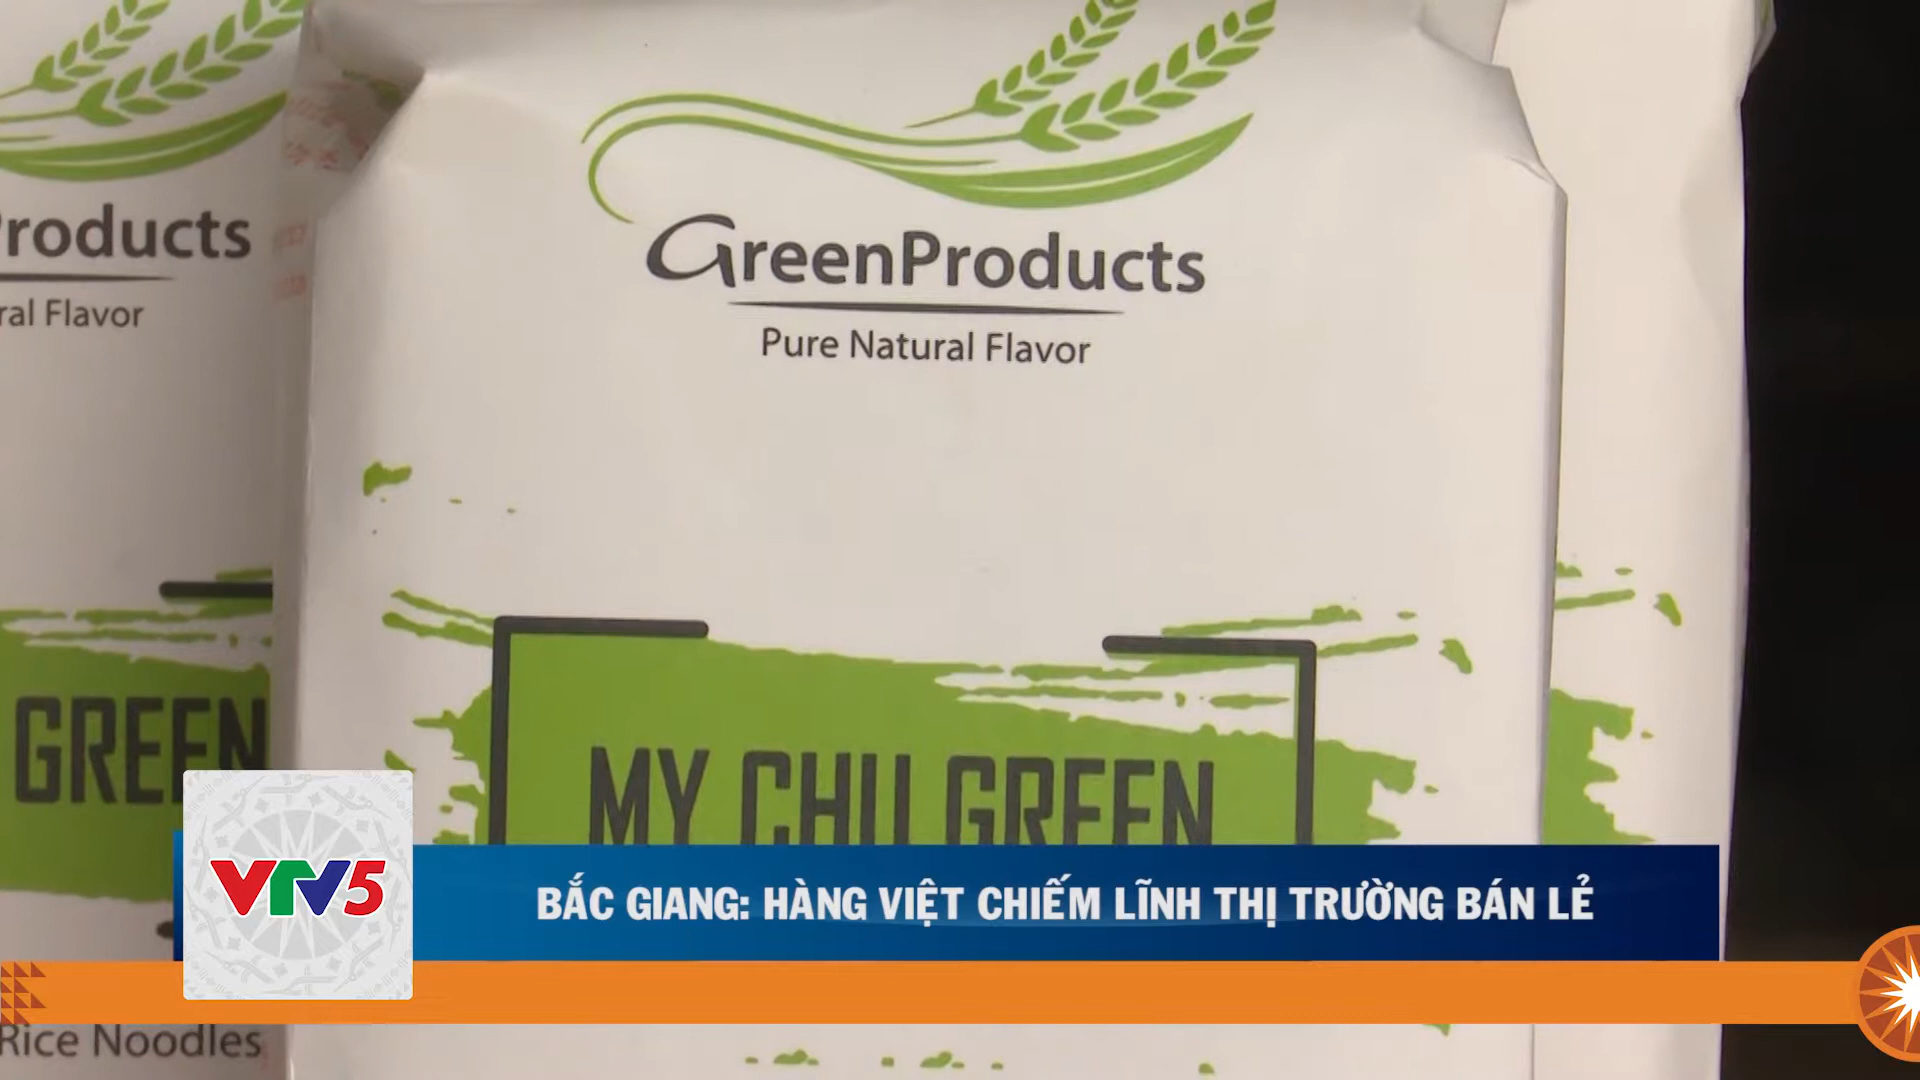 GreenProducts
Pure Natural Flavor
roducts
ral Flavor
MY CHU GREEN
GREEN
VTV5
BẮC GIANG: HÀNG VIỆT CHIẾM LĨNH THỊ TRƯỜNG BÁN LẺ
Rice Noodles